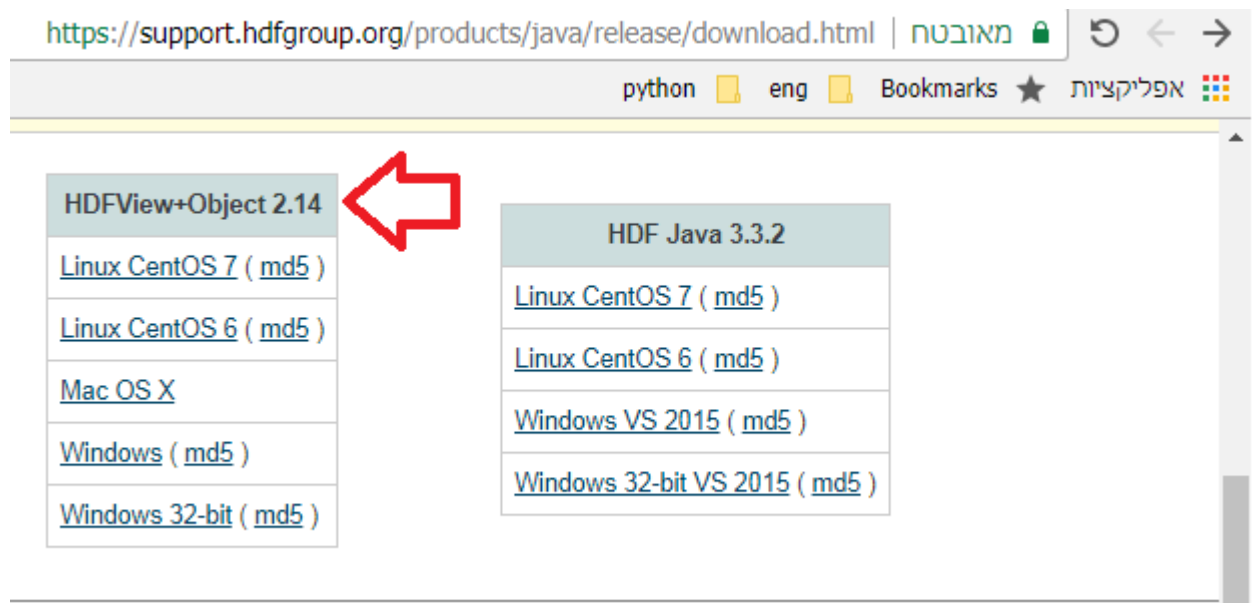 https://support.hdfgroup.org/products/java/release/download.html | מאובטח
python eng Bookmarks אפליקציות
HDFView+Object 2.14
Linux CentOS 7 ( md5 )
Linux CentOS 6 ( md5 )
Mac OS X
Windows ( md5 )
Windows 32-bit ( md5 )
HDF Java 3.3.2
Linux CentOS 7 ( md5 )
Linux CentOS 6 ( md5 )
Windows VS 2015 ( md5 )
Windows 32-bit VS 2015 ( md5 )